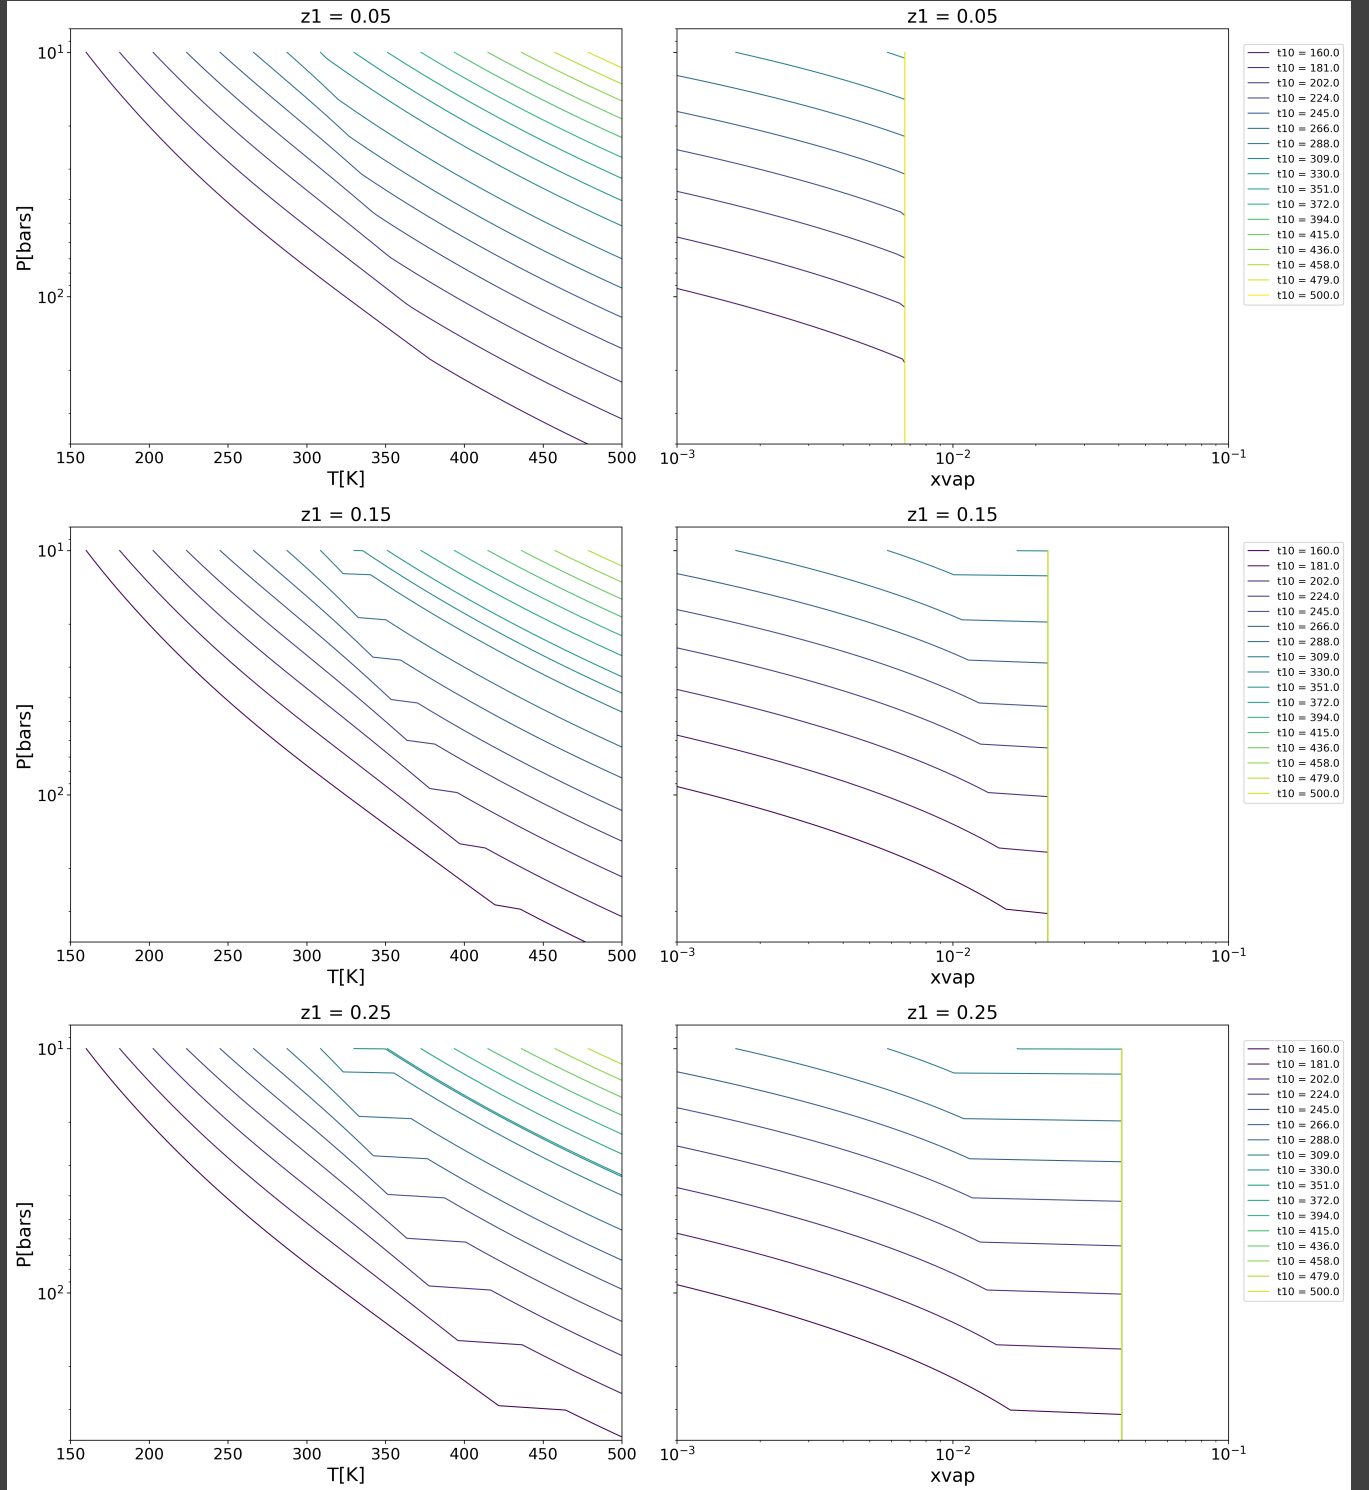 z1 = 0.05
z1 = 0.05
P[bars]
10¹
10²
150 200 250 300 350 400 450 500
T[K]
10⁻³ 10⁻² 10⁻¹
xvap
t10 = 160.0
t10 = 181.0
t10 = 202.0
t10 = 224.0
t10 = 245.0
t10 = 266.0
t10 = 288.0
t10 = 309.0
t10 = 330.0
t10 = 351.0
t10 = 372.0
t10 = 394.0
t10 = 415.0
t10 = 436.0
t10 = 458.0
t10 = 479.0
t10 = 500.0
z1 = 0.15
z1 = 0.15
P[bars]
10¹
10²
150 200 250 300 350 400 450 500
T[K]
10⁻³ 10⁻² 10⁻¹
xvap
t10 = 160.0
t10 = 181.0
t10 = 202.0
t10 = 224.0
t10 = 245.0
t10 = 266.0
t10 = 288.0
t10 = 309.0
t10 = 330.0
t10 = 351.0
t10 = 372.0
t10 = 394.0
t10 = 415.0
t10 = 436.0
t10 = 458.0
t10 = 479.0
t10 = 500.0
z1 = 0.25
z1 = 0.25
P[bars]
10¹
10²
150 200 250 300 350 400 450 500
T[K]
10⁻³ 10⁻² 10⁻¹
xvap
t10 = 160.0
t10 = 181.0
t10 = 202.0
t10 = 224.0
t10 = 245.0
t10 = 266.0
t10 = 288.0
t10 = 309.0
t10 = 330.0
t10 = 351.0
t10 = 372.0
t10 = 394.0
t10 = 415.0
t10 = 436.0
t10 = 458.0
t10 = 479.0
t10 = 500.0